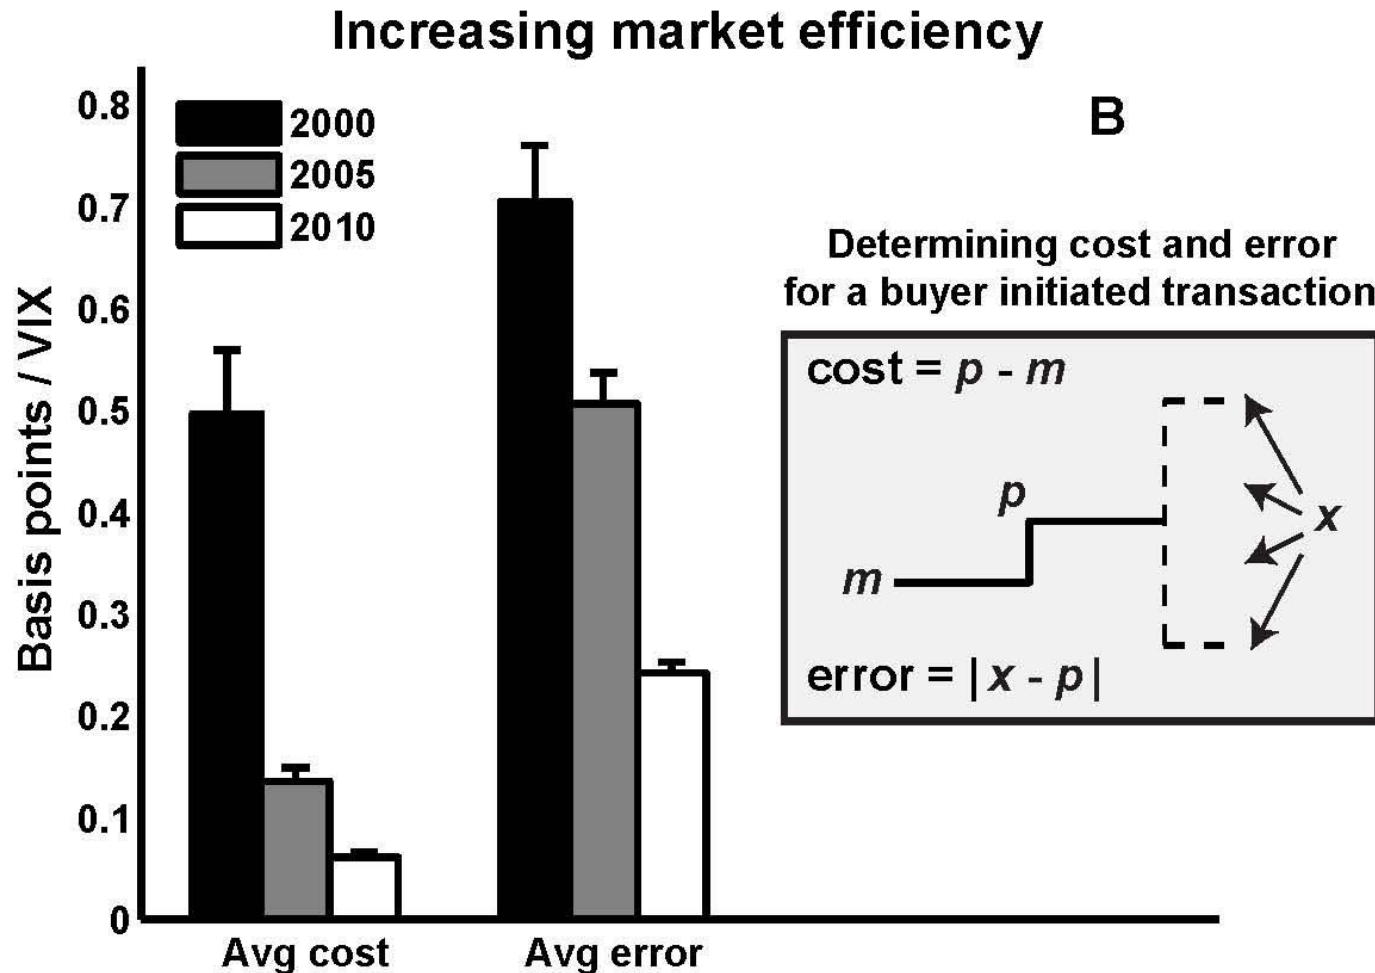 Increasing market efficiency
B
Basis points / VIX
0.8
0.7
0.6
0.5
0.4
0.3
0.2
0.1
0
2000
2005
2010
Avg cost
Avg error
Determining cost and error
for a buyer initiated transaction
cost = p - m
p
m
x
error = | x - p |